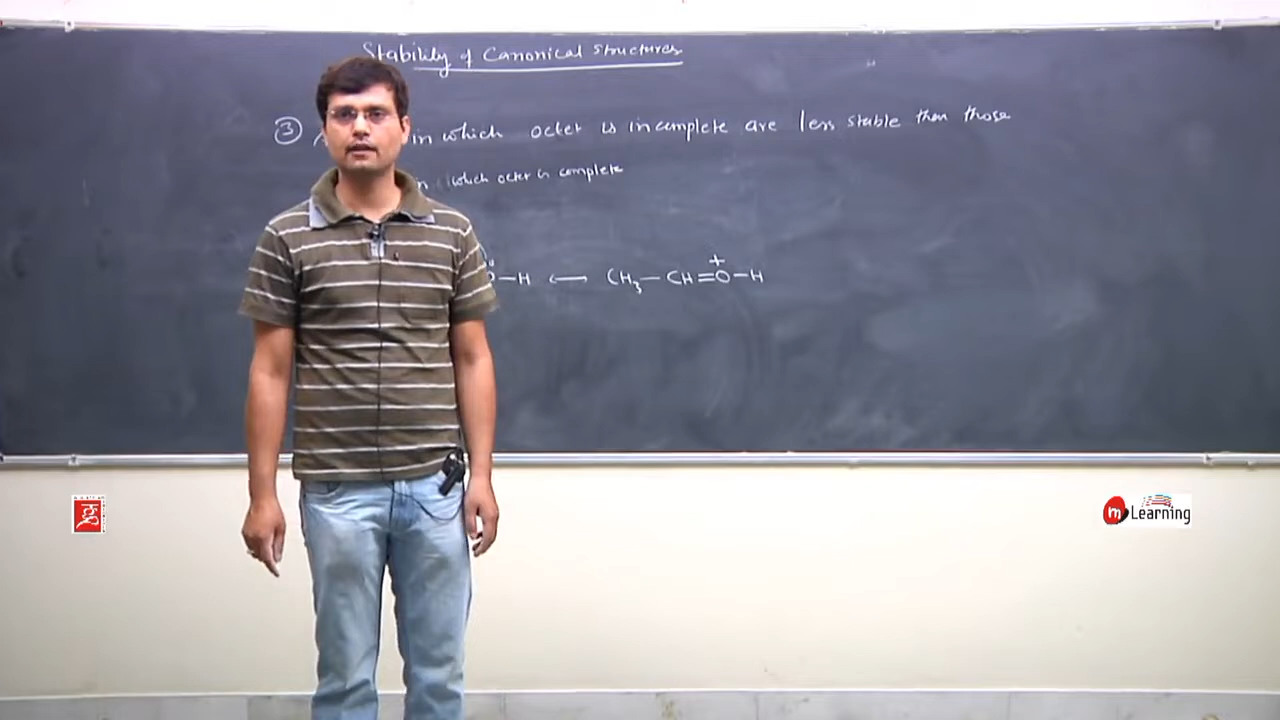 Stability of Canonical Structures
③ in which octet is incomplete are less stable than those
which octet is complete
–H ⟷ CH₃–CH=O⁺–H
m Learning